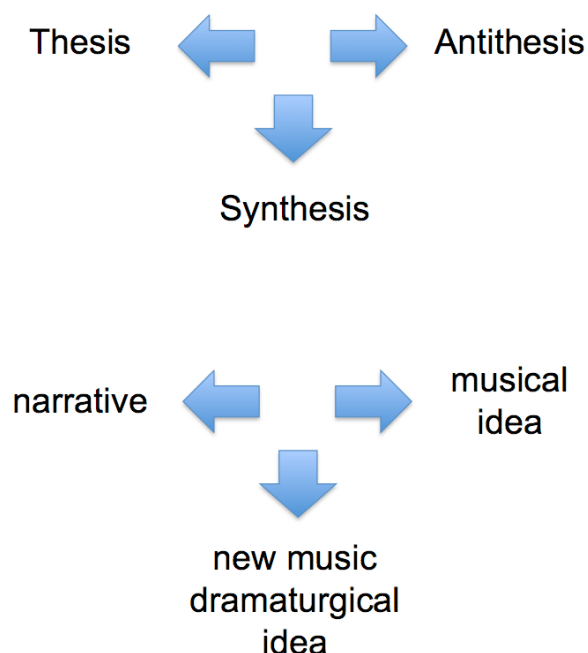 Thesis
Antithesis
Synthesis
narrative
musical
idea
new music
dramaturgical
idea